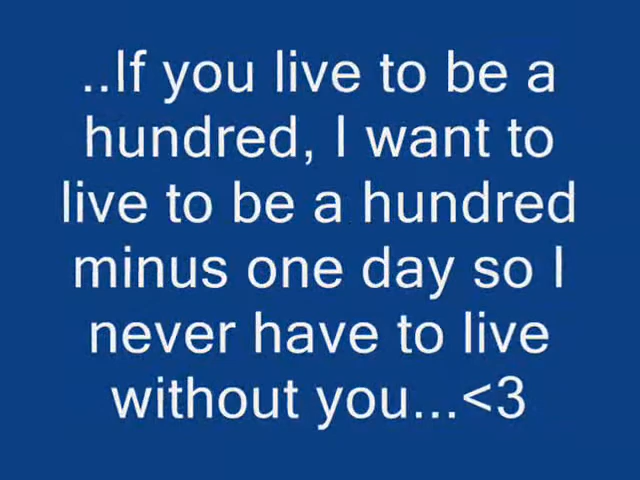 ..If you live to be a
hundred, I want to
live to be a hundred
minus one day so I
never have to live
without you...<3